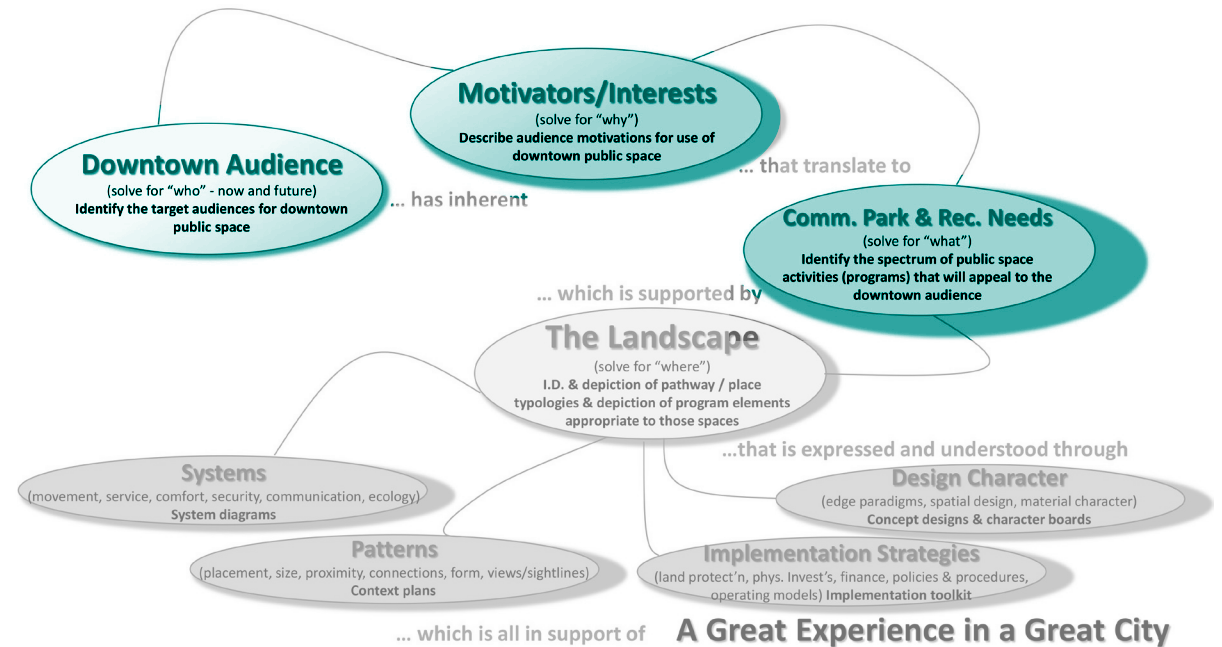 Motivators/Interests
(solve for “why”)
Describe audience motivations for use of
downtown public space
Downtown Audience
(solve for “who” - now and future)
Identify the target audiences for downtown
public space
... has inherent
... that translate to
Comm. Park & Rec. Needs
(solve for “what”)
Identify the spectrum of public space
activities (programs) that will appeal to the
downtown audience
... which is supported by
The Landscape
(solve for “where”)
I.D. & depiction of pathway / place
typologies & depiction of program elements
appropriate to those spaces
...that is expressed and understood through
Systems
(movement, service, comfort, security, communication, ecology)
System diagrams
Design Character
(edge paradigms, spatial design, material character)
Concept designs & character boards
Patterns
(placement, size, proximity, connections, form, views/sightlines)
Context plans
Implementation Strategies
(land protect’n, phys. Invest’s, finance, policies & procedures,
operating models) Implementation toolkit
... which is all in support of A Great Experience in a Great City